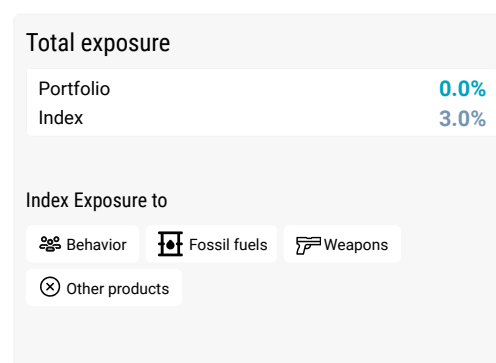 Total exposure
Portfolio 0.0%
Index 3.0%
Index Exposure to
Behavior Fossil fuels Weapons
Other products